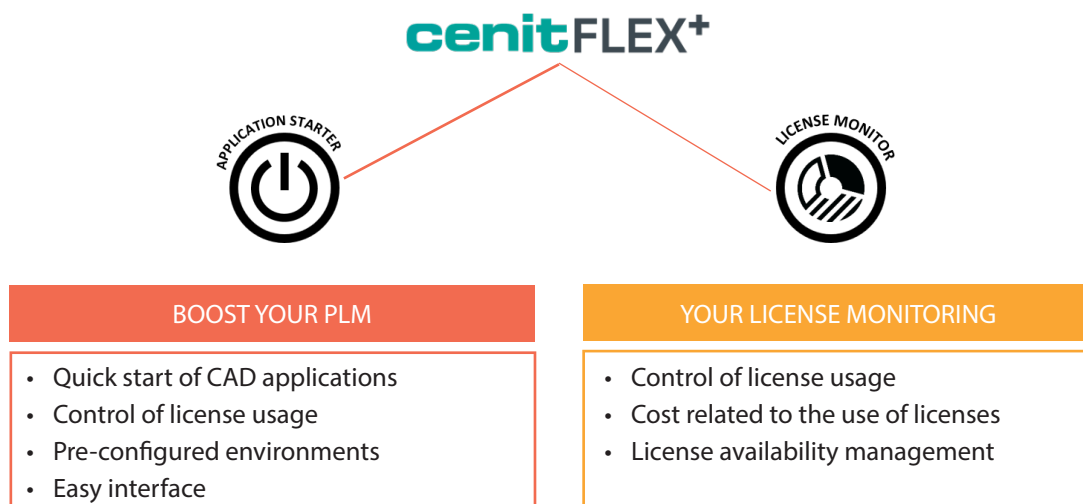 cenitFLEX+
APPLICATION STARTER
LICENSE MONITOR
BOOST YOUR PLM
• Quick start of CAD applications
• Control of license usage
• Pre-configured environments
• Easy interface
YOUR LICENSE MONITORING
• Control of license usage
• Cost related to the use of licenses
• License availability management